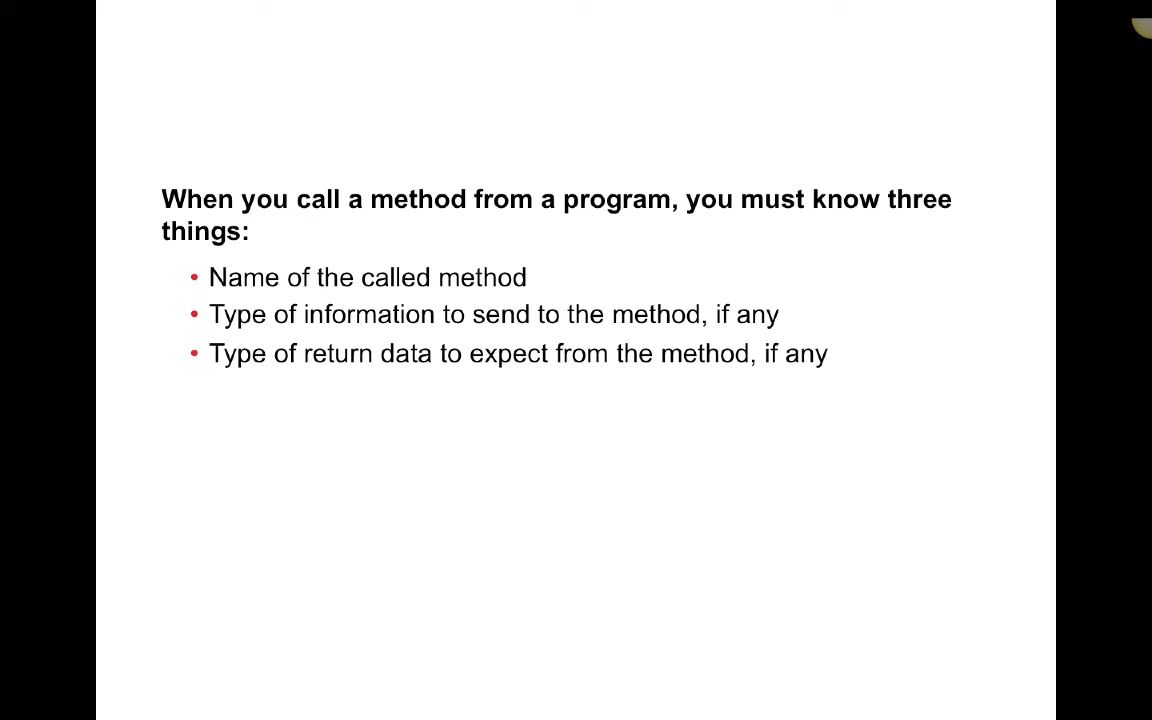 When you call a method from a program, you must know three
things:
• Name of the called method
• Type of information to send to the method, if any
• Type of return data to expect from the method, if any